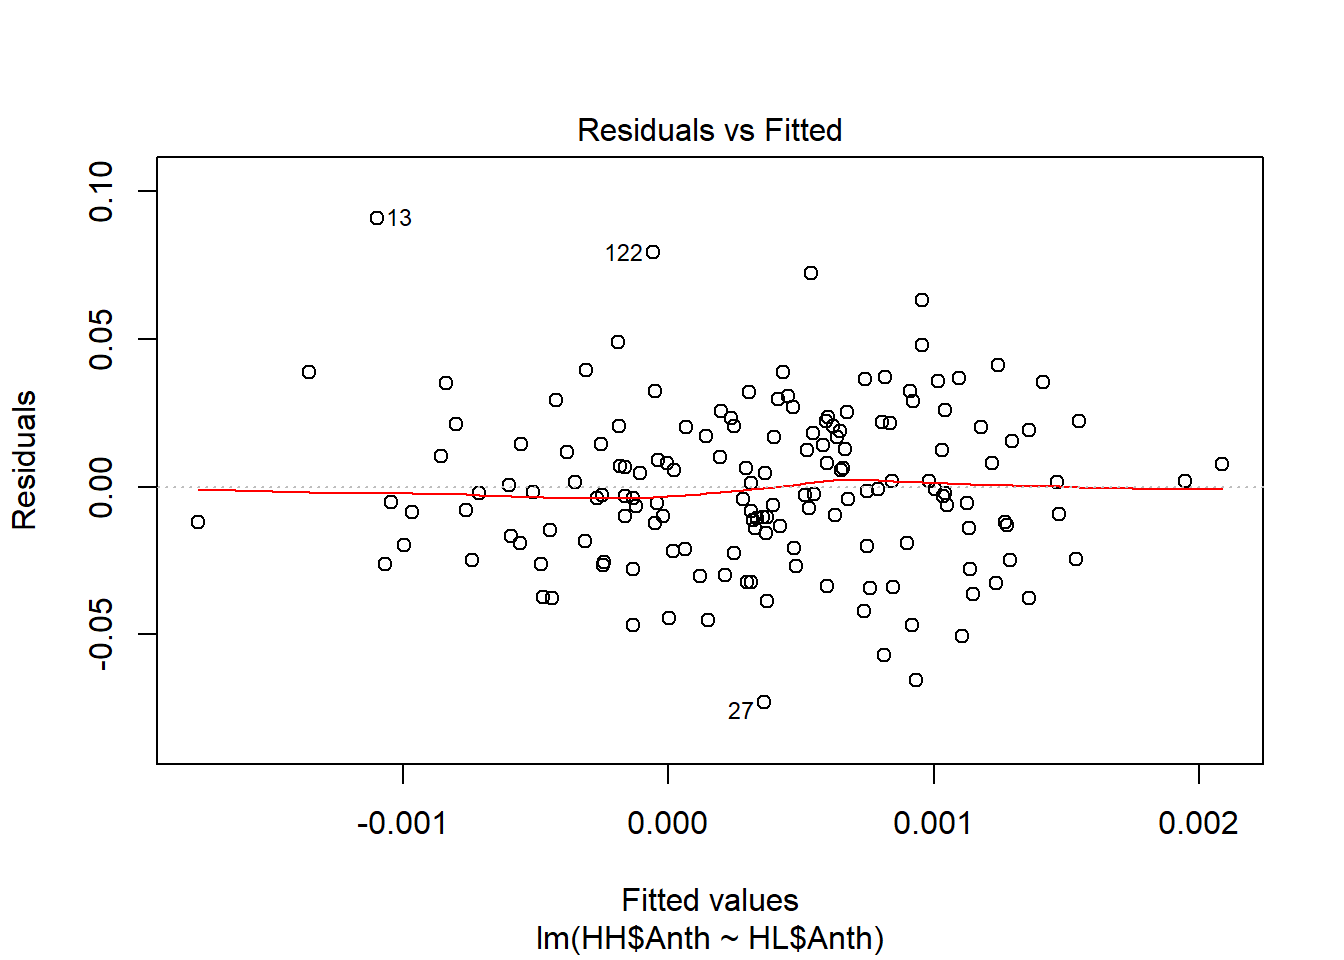 Residuals vs Fitted
0.10
0.05
0.00
-0.05
Residuals
13
122
27
-0.001
0.000
0.001
0.002
Fitted values
lm(HH$Anth ~ HL$Anth)